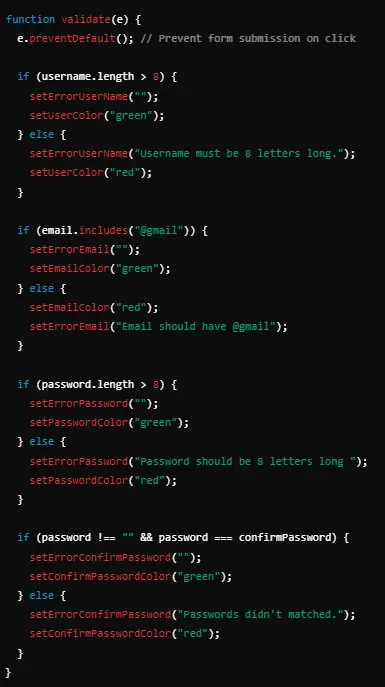 function validate(e) {
e.preventDefault(); // Prevent form submission on click
if (username.length > 8) {
setErrorUserName("");
setUserColor("green");
} else {
setErrorUserName("Username must be 8 letters long.");
setUserColor("red");
}
if (email.includes("@gmail")) {
setErrorEmail("");
setEmailColor("green");
} else {
setEmailColor("red");
setErrorEmail("Email should have @gmail");
}
if (password.length > 8) {
setErrorPassword("");
setPasswordColor("green");
} else {
setErrorPassword("Password should be 8 letters long ");
setPasswordColor("red");
}
if (password !== "" && password === confirmPassword) {
setErrorConfirmPassword("");
setConfirmPasswordColor("green");
} else {
setErrorConfirmPassword("Passwords didn't matched.");
setConfirmPasswordColor("red");
}
}